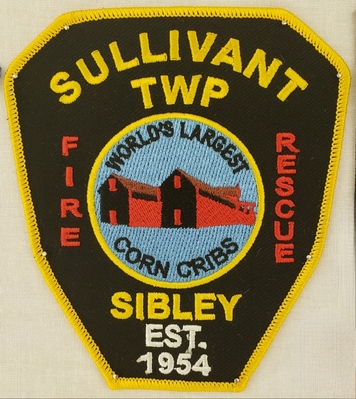 SULLIVANT
TWP
FIRE
RESCUE
WORLD'S LARGEST
CORN CRIBS
SIBLEY
EST.
1954